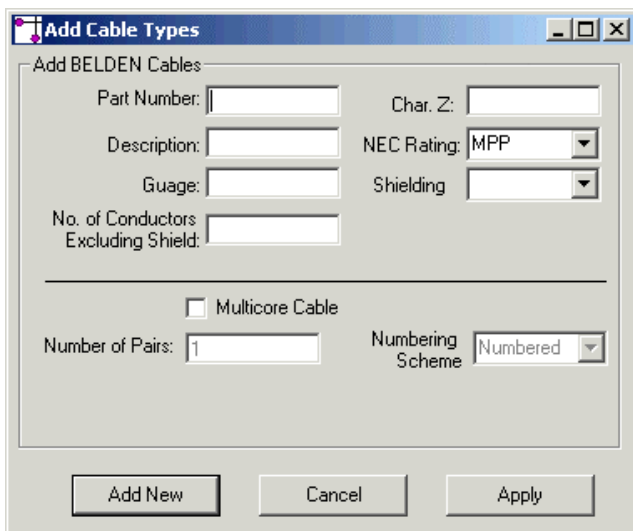 Add Cable Types
Add BELDEN Cables
Part Number:
Char. Z:
Description:
NEC Rating: MPP
Guage:
Shielding
No. of Conductors
Excluding Shield:
Multicore Cable
Number of Pairs: 1
Numbering
Scheme
Numbered
Add New
Cancel
Apply